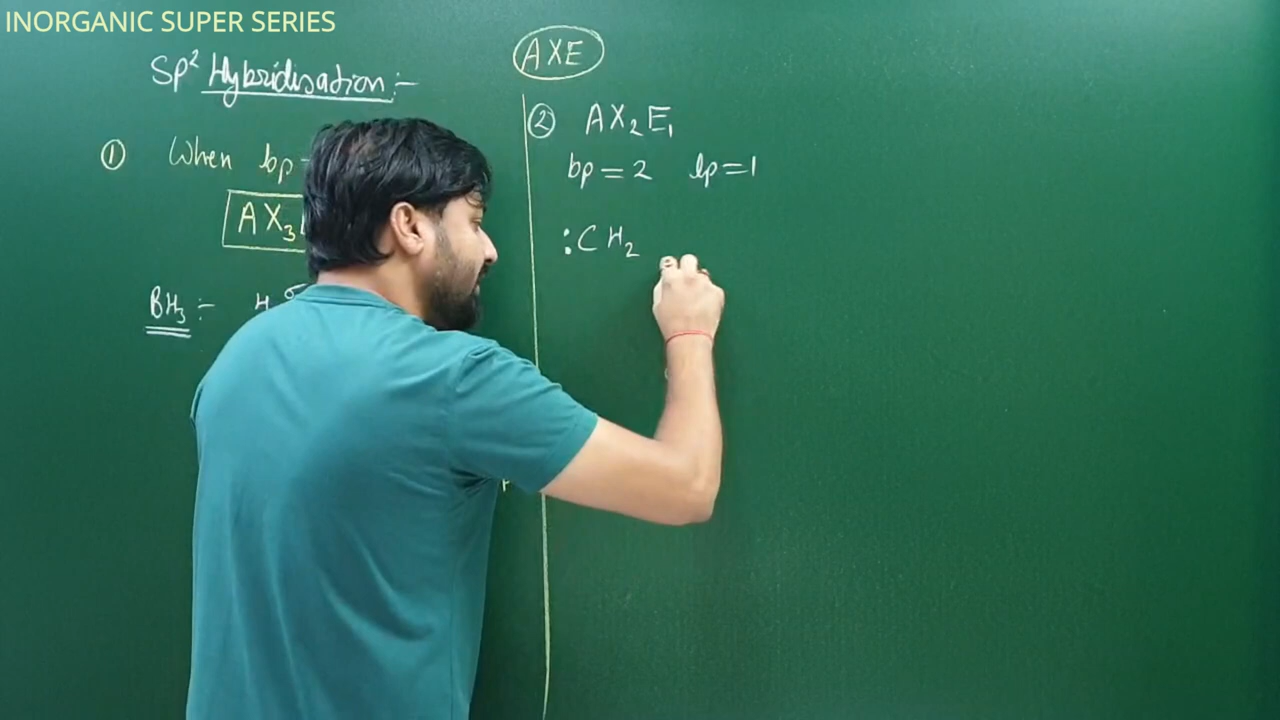 INORGANIC SUPER SERIES
Sp² Hybridisation :-
① When bp
AX₃
BH₃ :- H σ
AXE
② AX₂E₁
bp = 2 lp = 1
:CH₂